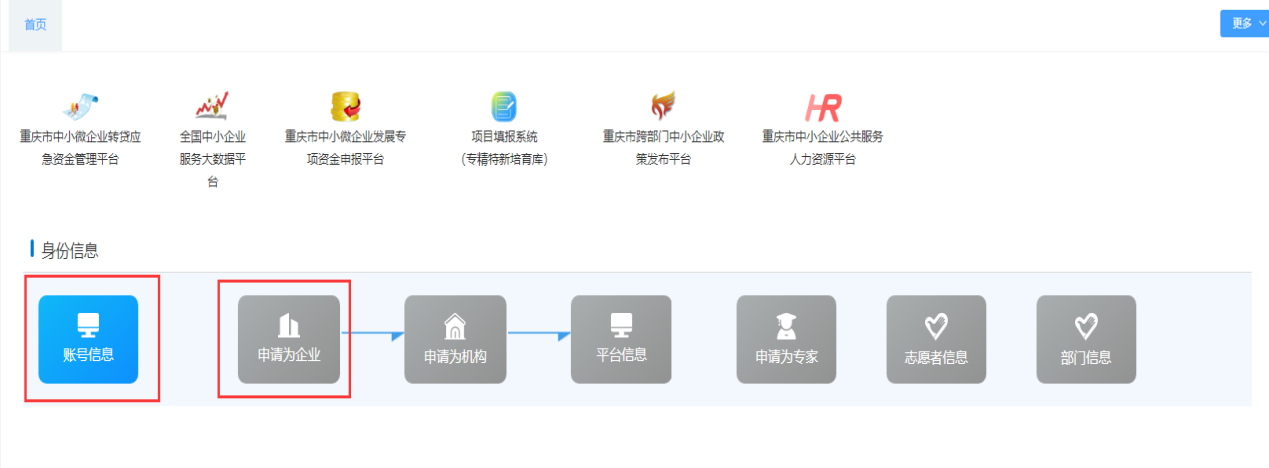 首页
更多
重庆市中小微企业转贷应
急资金管理平台
全国中小企业
服务大数据平
台
重庆市中小微企业发展专
项资金申报平台
项目填报系统
（专精特新培育库）
重庆市跨部门中小企业政
策发布平台
HR
重庆市中小企业公共服务
人力资源平台
身份信息
账号信息
申请为企业
申请为机构
平台信息
申请为专家
志愿者信息
部门信息